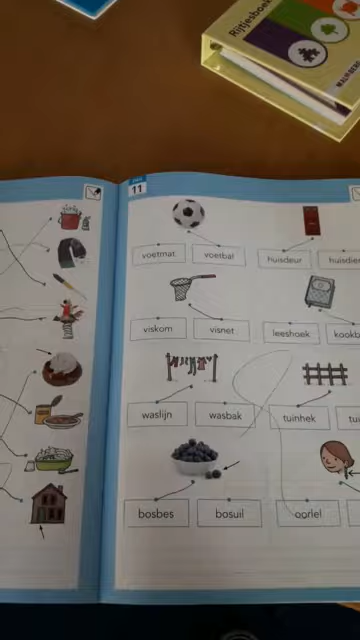 Rijtjesboek
11
voetmat voetbal huisdeur
viskom visnet leeshoek
waslijn wasbak tuinhek
bosbes bosuil oorlel